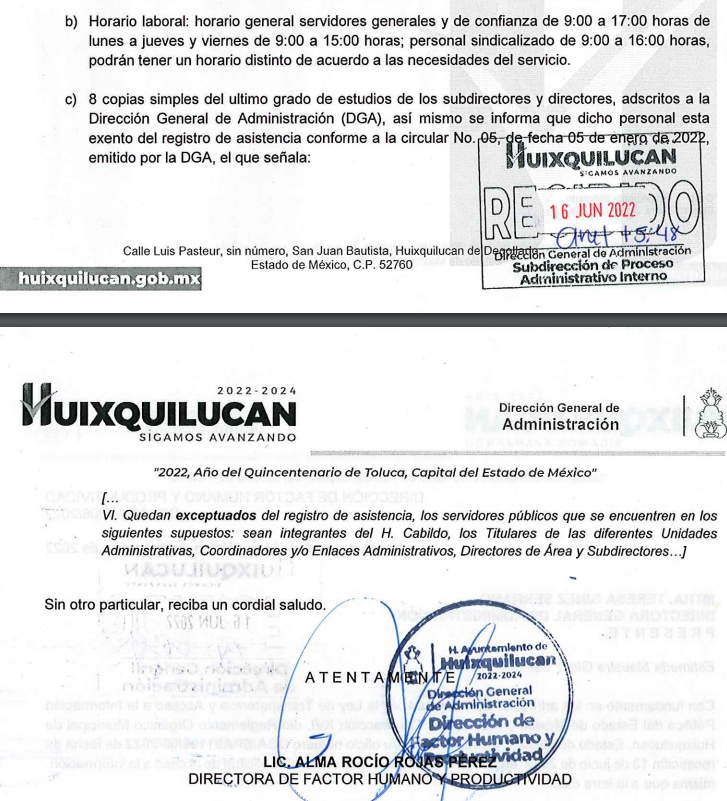 b) Horario laboral: horario general servidores generales y de confianza de 9:00 a 17:00 horas de
lunes a jueves y viernes de 9:00 a 15:00 horas; personal sindicalizado de 9:00 a 16:00 horas,
podrán tener un horario distinto de acuerdo a las necesidades del servicio.
c) 8 copias simples del ultimo grado de estudios de los subdirectores y directores, adscritos a la
Dirección General de Administración (DGA), así mismo se informa que dicho personal esta
exento del registro de asistencia conforme a la circular No. 05, de fecha 05 de enero de 2022,
emitido por la DGA, el que señala:
HUIXQUILUCAN
SIGAMOS AVANZANDO
16 JUN 2022
15:48
Dirección General de Administración
Subdirección de Proceso
Administrativo Interno
Calle Luis Pasteur, sin número, San Juan Bautista, Huixquilucan de Degollado
Estado de México, C.P. 52760
huixquilucan.gob.mx
2022-2024
HUIXQUILUCAN
SIGAMOS AVANZANDO
Dirección General de
Administración
"2022, Año del Quincentenario de Toluca, Capital del Estado de México"
[...
VI. Quedan exceptuados del registro de asistencia, los servidores públicos que se encuentren en los
siguientes supuestos: sean integrantes del H. Cabildo, los Titulares de las diferentes Unidades
Administrativas, Coordinadores y/o Enlaces Administrativos, Directores de Área y Subdirectores...]
Sin otro particular, reciba un cordial saludo.
A T E N T A M E N T E
H. Ayuntamiento de
Huixquilucan
2022-2024
Dirección General
de Administración
Dirección de
Factor Humano y
Productividad
LIC. ALMA ROCÍO ROJAS PÉREZ
DIRECTORA DE FACTOR HUMANO Y PRODUCTIVIDAD